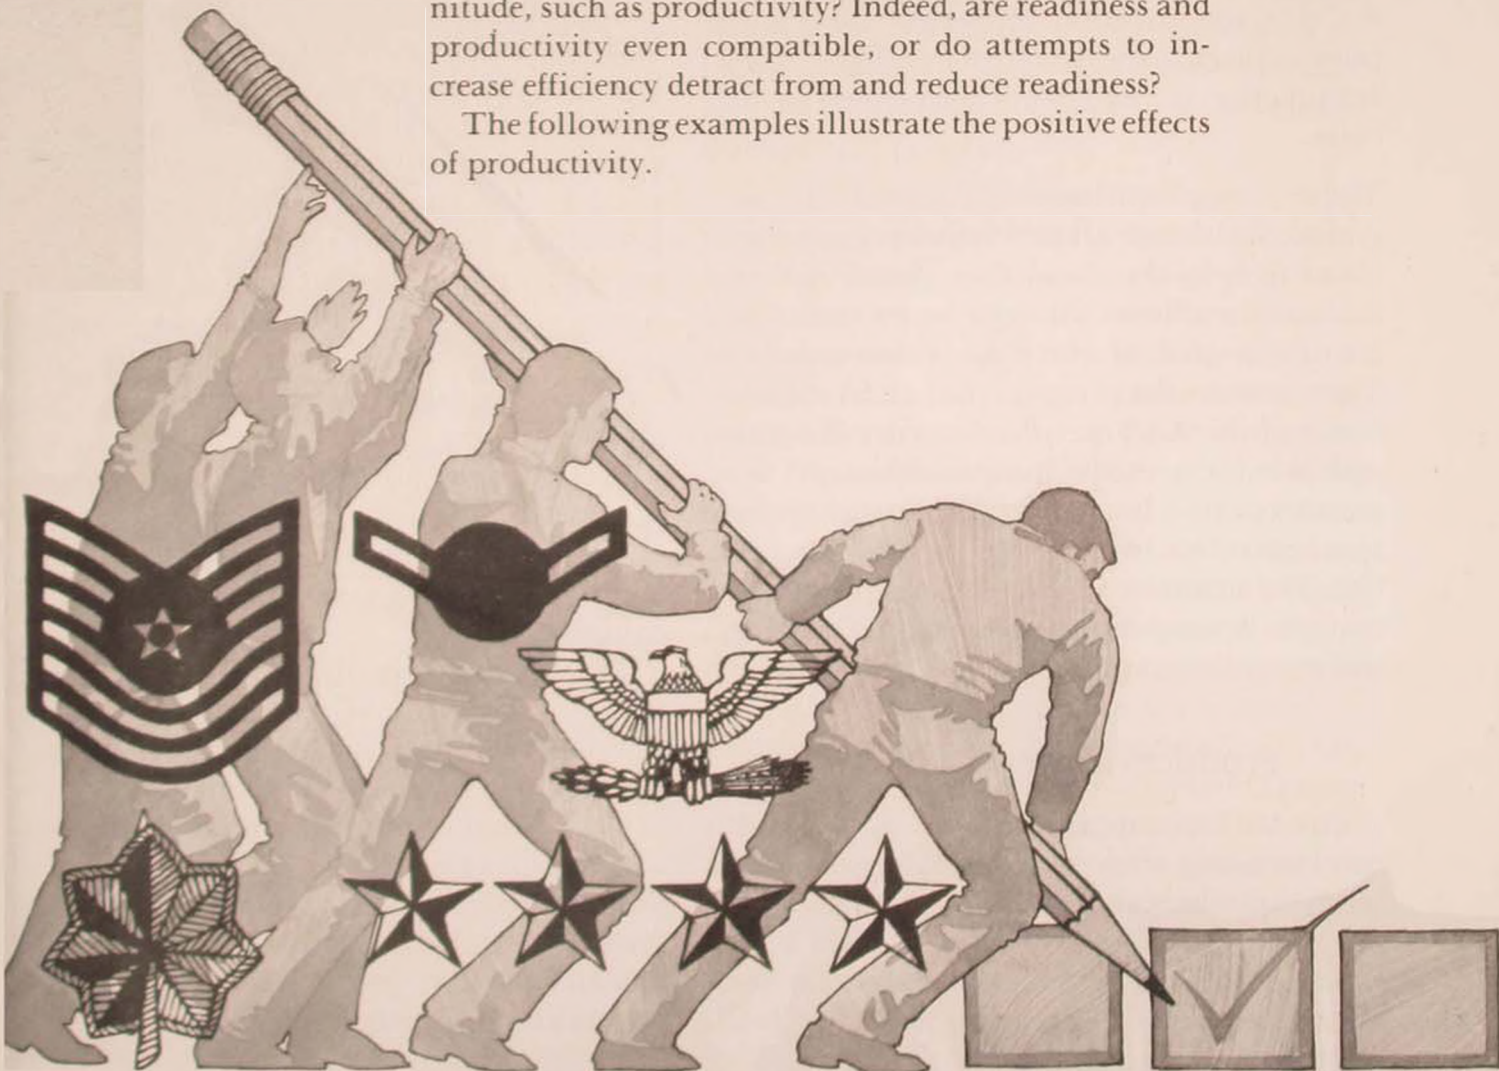 nitude, such as productivity? Indeed, are readiness and
productivity even compatible, or do attempts to in-
crease efficiency detract from and reduce readiness?
The following examples illustrate the positive effects
of productivity.